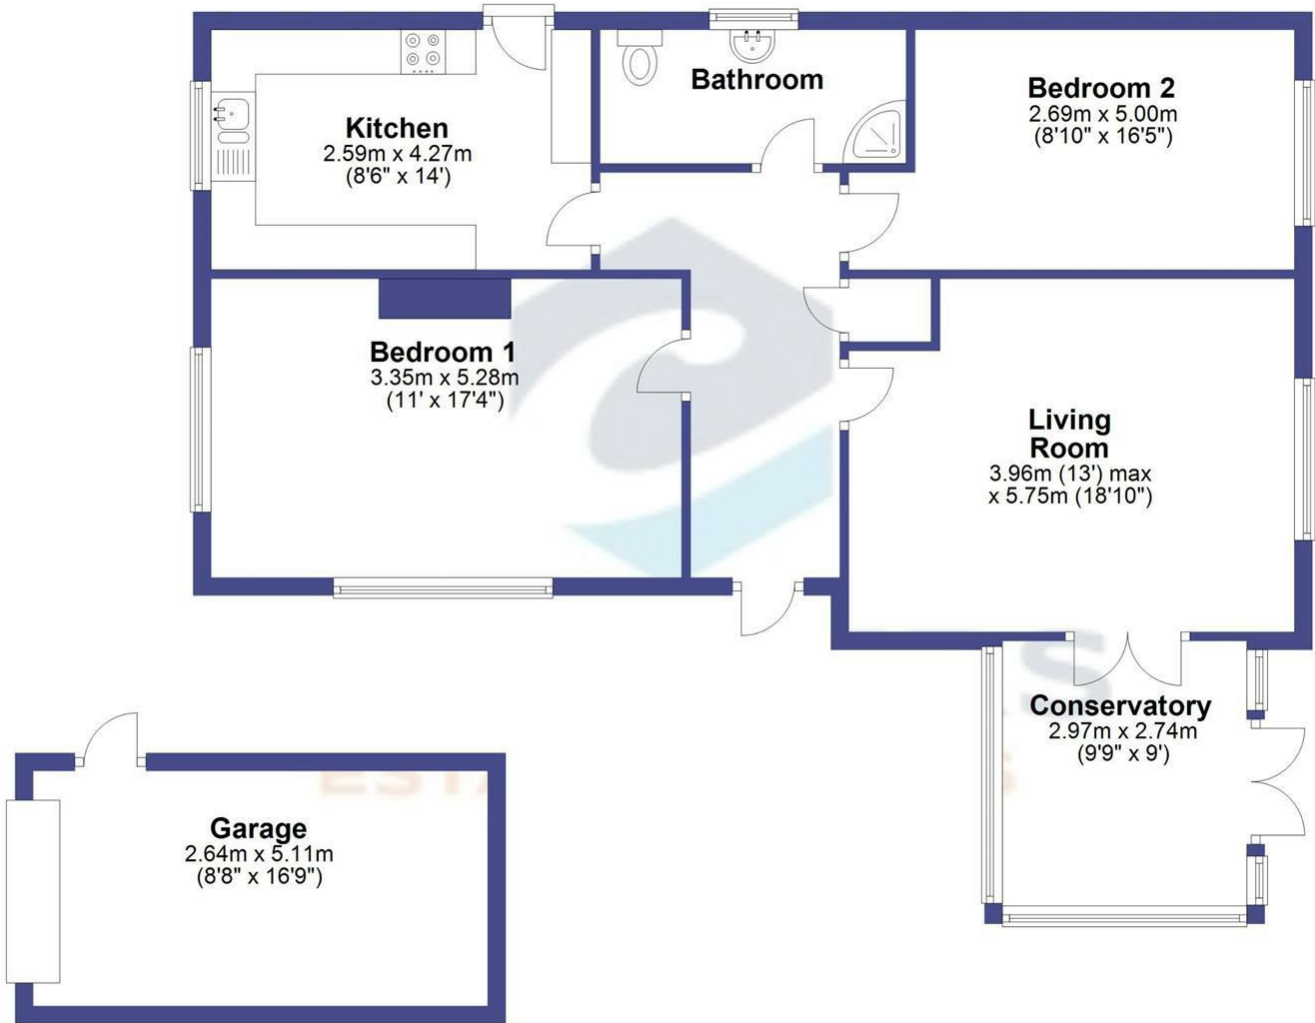 Kitchen
2.59m x 4.27m
(8'6" x 14')
Bathroom
Bedroom 2
2.69m x 5.00m
(8'10" x 16'5")
Bedroom 1
3.35m x 5.28m
(11' x 17'4")
Living
Room
3.96m (13') max
x 5.75m (18'10")
Conservatory
2.97m x 2.74m
(9'9" x 9')
Garage
2.64m x 5.11m
(8'8" x 16'9")